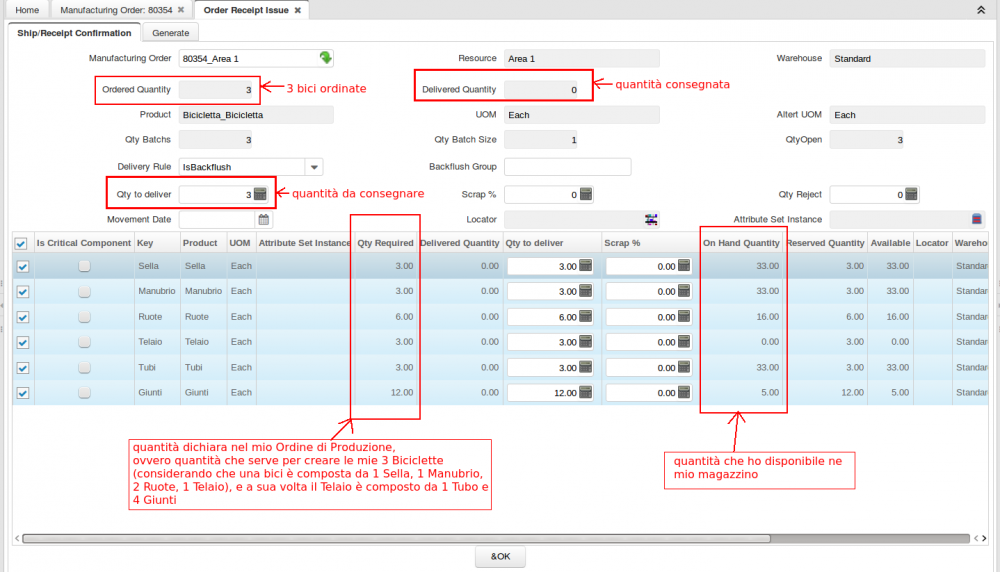 Home Manufacturing Order: 80354 Order Receipt Issue
Ship/Receipt Confirmation Generate
Manufacturing Order 80354_Area 1 Resource Area 1 Warehouse Standard
Ordered Quantity 3 3 bici ordinate Delivered Quantity 0 quantità consegnata
Product Bicicletta_Bicicletta UOM Each Altert UOM Each
Qty Batchs 3 Qty Batch Size 1 QtyOpen 3
Delivery Rule IsBackflush Backflush Group
Qty to deliver 3 quantità da consegnare Scrap % 0 Qty Reject 0
Movement Date Locator Attribute Set Instance
Is Critical Component Key Product UOM Attribute Set Instance Qty Required Delivered Quantity Qty to deliver Scrap % On Hand Quantity Reserved Quantity Available Locator Wareho
Sella Sella Each 3.00 0.00 3.00 0.00 33.00 3.00 33.00 Standar
Manubrio Manubrio Each 3.00 0.00 3.00 0.00 33.00 3.00 33.00 Standar
Ruote Ruote Each 6.00 0.00 6.00 0.00 16.00 6.00 16.00 Standar
Telaio Telaio Each 3.00 0.00 3.00 0.00 0.00 3.00 0.00 Standar
Tubi Tubi Each 3.00 0.00 3.00 0.00 33.00 3.00 33.00 Standar
Giunti Giunti Each 12.00 0.00 12.00 0.00 5.00 12.00 5.00 Standar
quantità dichiara nel mio Ordine di Produzione,
ovvero quantità che serve per creare le mie 3 Biciclette
(considerando che una bici è composta da 1 Sella, 1 Manubrio,
2 Ruote, 1 Telaio), e a sua volta il Telaio è composto da 1 Tubo e
4 Giunti
quantità che ho disponibile ne
mio magazzino
&OK